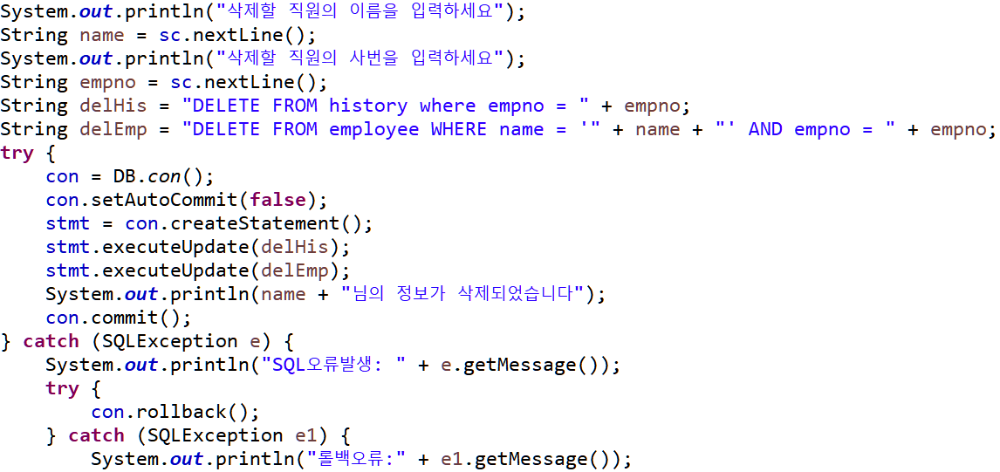 System.out.println("삭제할 직원의 이름을 입력하세요");
String name = sc.nextLine();
System.out.println("삭제할 직원의 사번을 입력하세요");
String empno = sc.nextLine();
String delHis = "DELETE FROM history where empno = " + empno;
String delEmp = "DELETE FROM employee WHERE name = '" + name + "' AND empno = " + empno;
try {
    con = DB.con();
    con.setAutoCommit(false);
    stmt = con.createStatement();
    stmt.executeUpdate(delHis);
    stmt.executeUpdate(delEmp);
    System.out.println(name + "님의 정보가 삭제되었습니다");
    con.commit();
} catch (SQLException e) {
    System.out.println("SQL오류발생: " + e.getMessage());
    try {
        con.rollback();
    } catch (SQLException e1) {
        System.out.println("롤백오류:" + e1.getMessage());